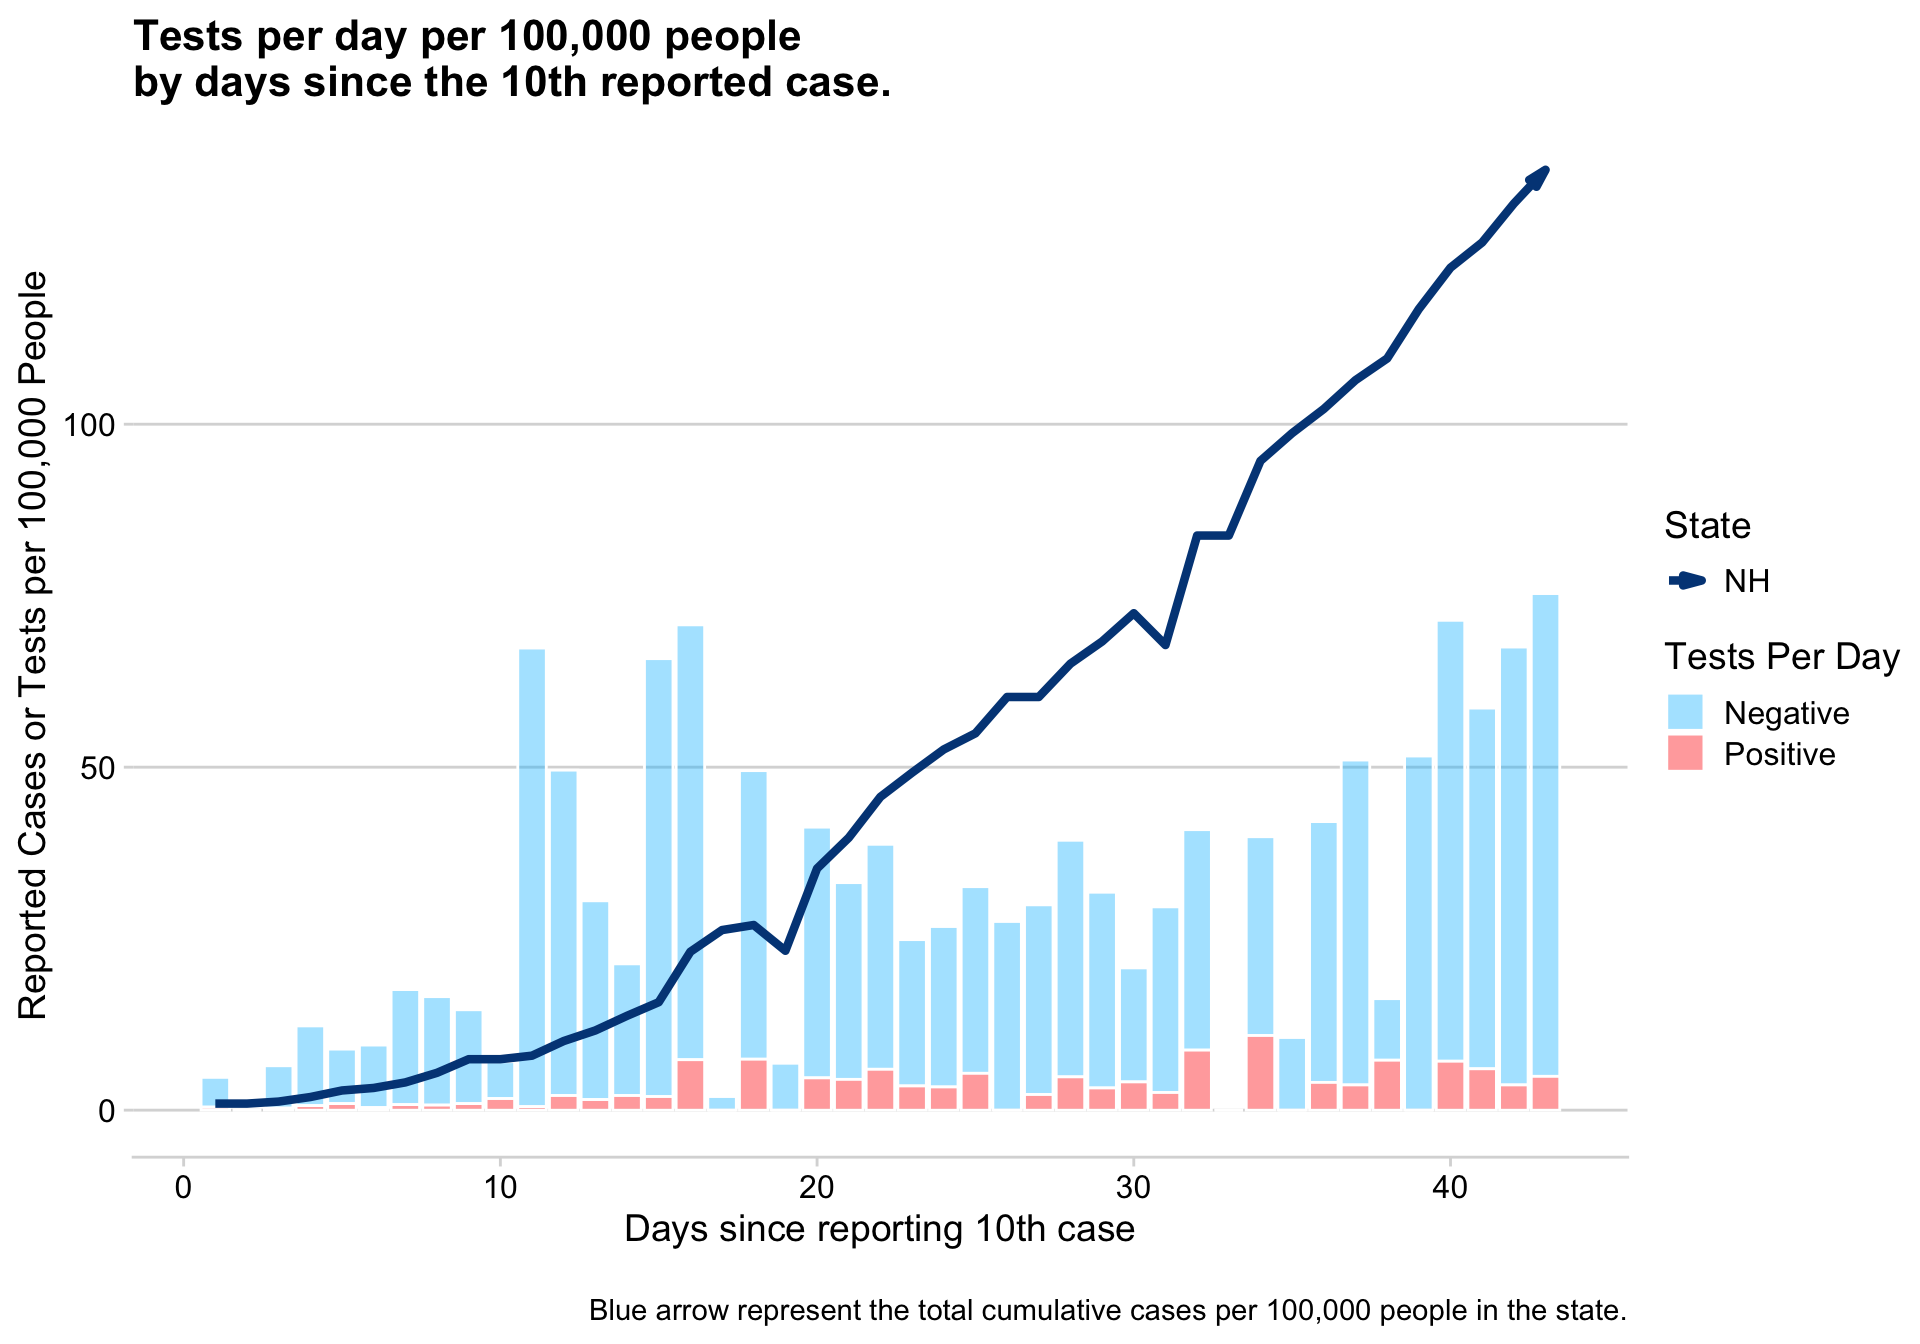 Tests per day per 100,000 people
by days since the 10th reported case.
Reported Cases or Tests per 100,000 People
100
50
0
0 10 20 30 40
Days since reporting 10th case
State
NH
Tests Per Day
Negative
Positive
Blue arrow represent the total cumulative cases per 100,000 people in the state.